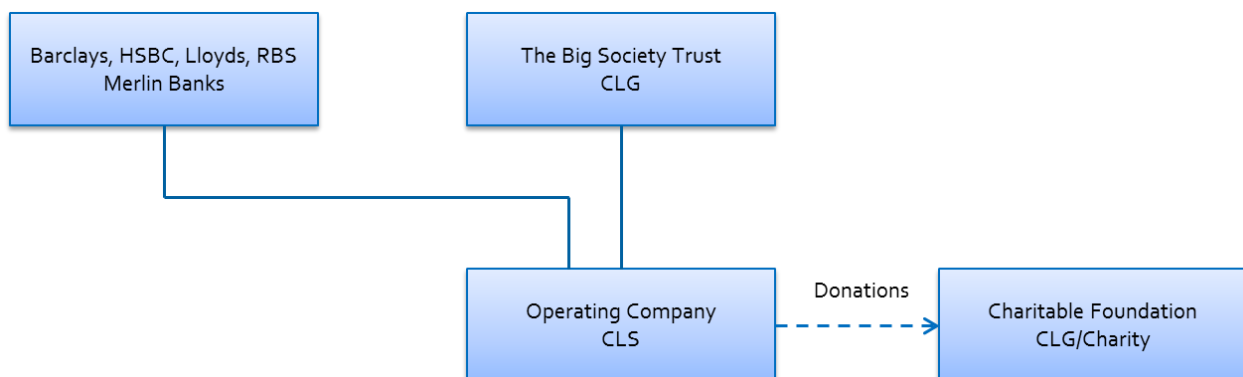 Barclays, HSBC, Lloyds, RBS
Merlin Banks
The Big Society Trust
CLG
Operating Company
CLS
Donations
Charitable Foundation
CLG/Charity